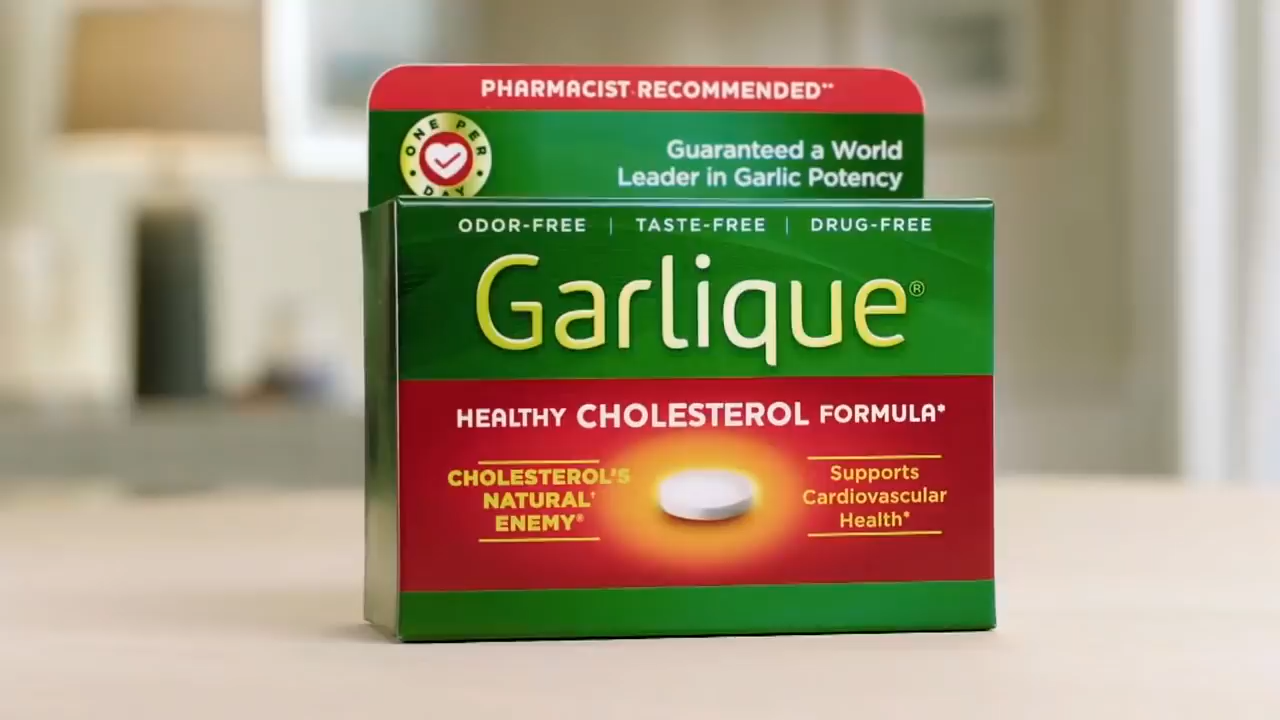 PHARMACIST RECOMMENDED**
ONE PER DAY
Guaranteed a World
Leader in Garlic Potency
ODOR-FREE | TASTE-FREE | DRUG-FREE
Garlique®
HEALTHY CHOLESTEROL FORMULA*
CHOLESTEROL'S
NATURAL†
ENEMY®
Supports
Cardiovascular
Health*